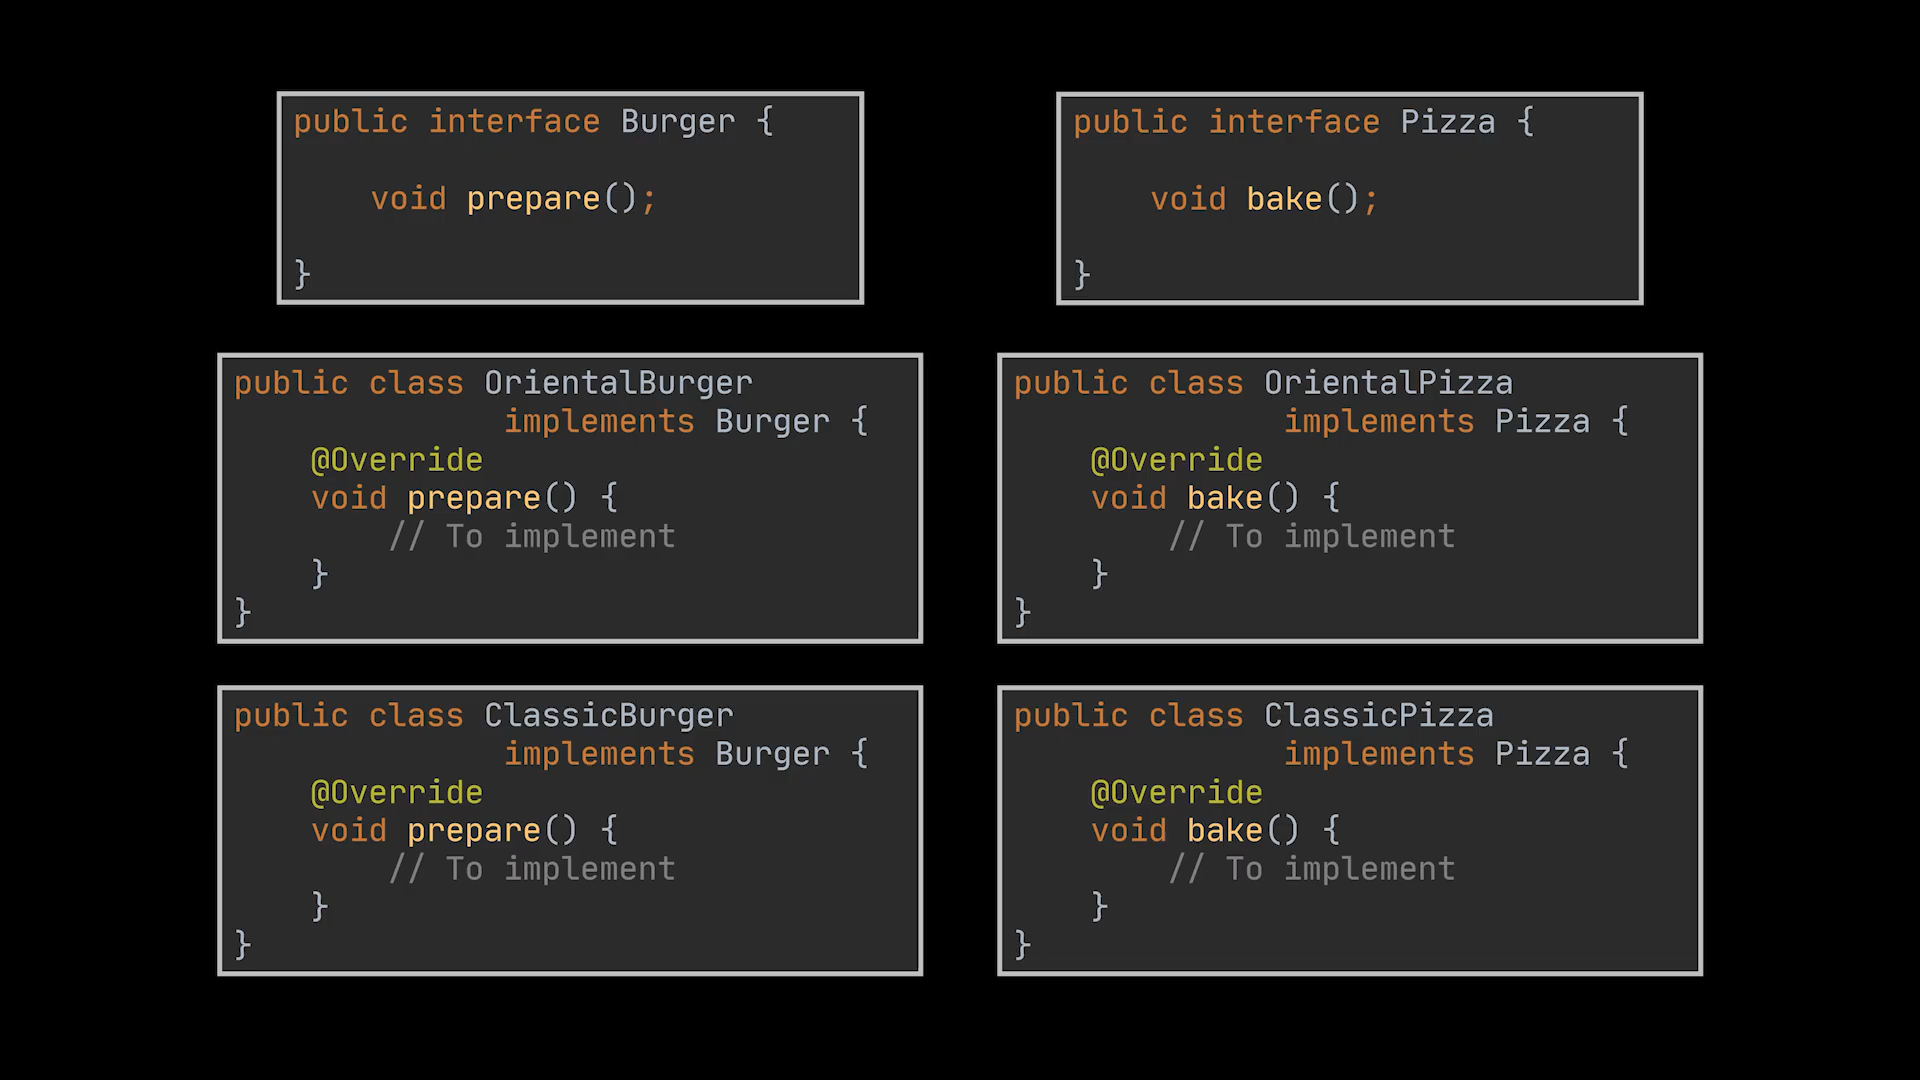 public interface Burger {
void prepare();
}
public interface Pizza {
void bake();
}
public class OrientalBurger
implements Burger {
@Override
void prepare() {
// To implement
}
}
public class OrientalPizza
implements Pizza {
@Override
void bake() {
// To implement
}
}
public class ClassicBurger
implements Burger {
@Override
void prepare() {
// To implement
}
}
public class ClassicPizza
implements Pizza {
@Override
void bake() {
// To implement
}
}